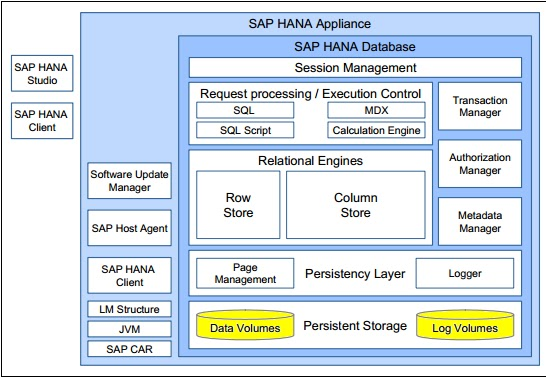 SAP HANA Appliance
SAP HANA Database
Session Management
SAP HANA
Studio
SAP HANA
Client
Request processing / Execution Control
SQL
MDX
SQL Script
Calculation Engine
Transaction
Manager
Authorization
Manager
Metadata
Manager
Relational Engines
Row
Store
Column
Store
Software Update
Manager
SAP Host Agent
SAP HANA
Client
LM Structure
JVM
SAP CAR
Page
Management
Persistency Layer
Logger
Data Volumes
Persistent Storage
Log Volumes